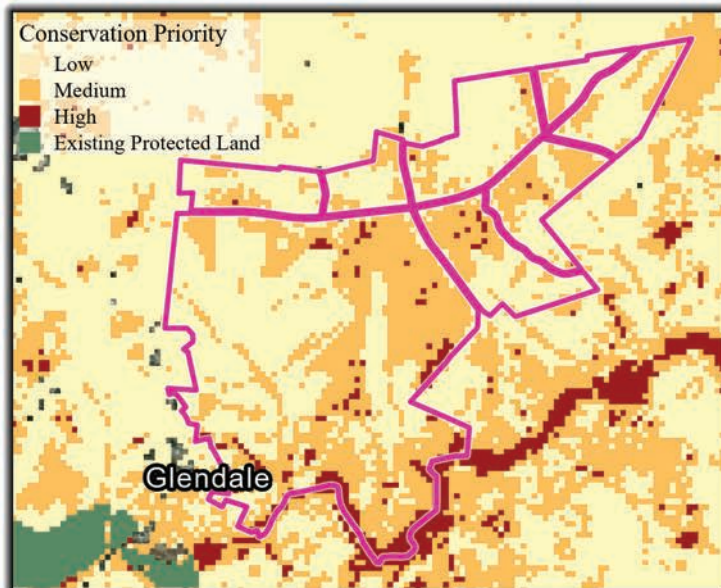 Conservation Priority
Low
Medium
High
Existing Protected Land
Glendale